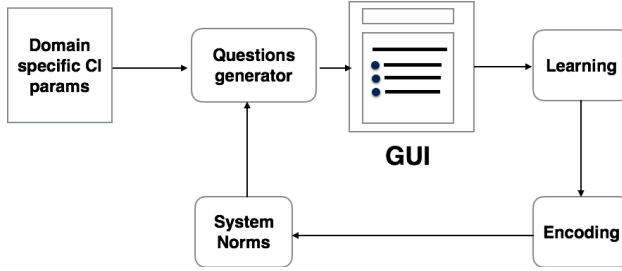 Domain
specific CI
params
Questions
generator
GUI
Learning
System
Norms
Encoding